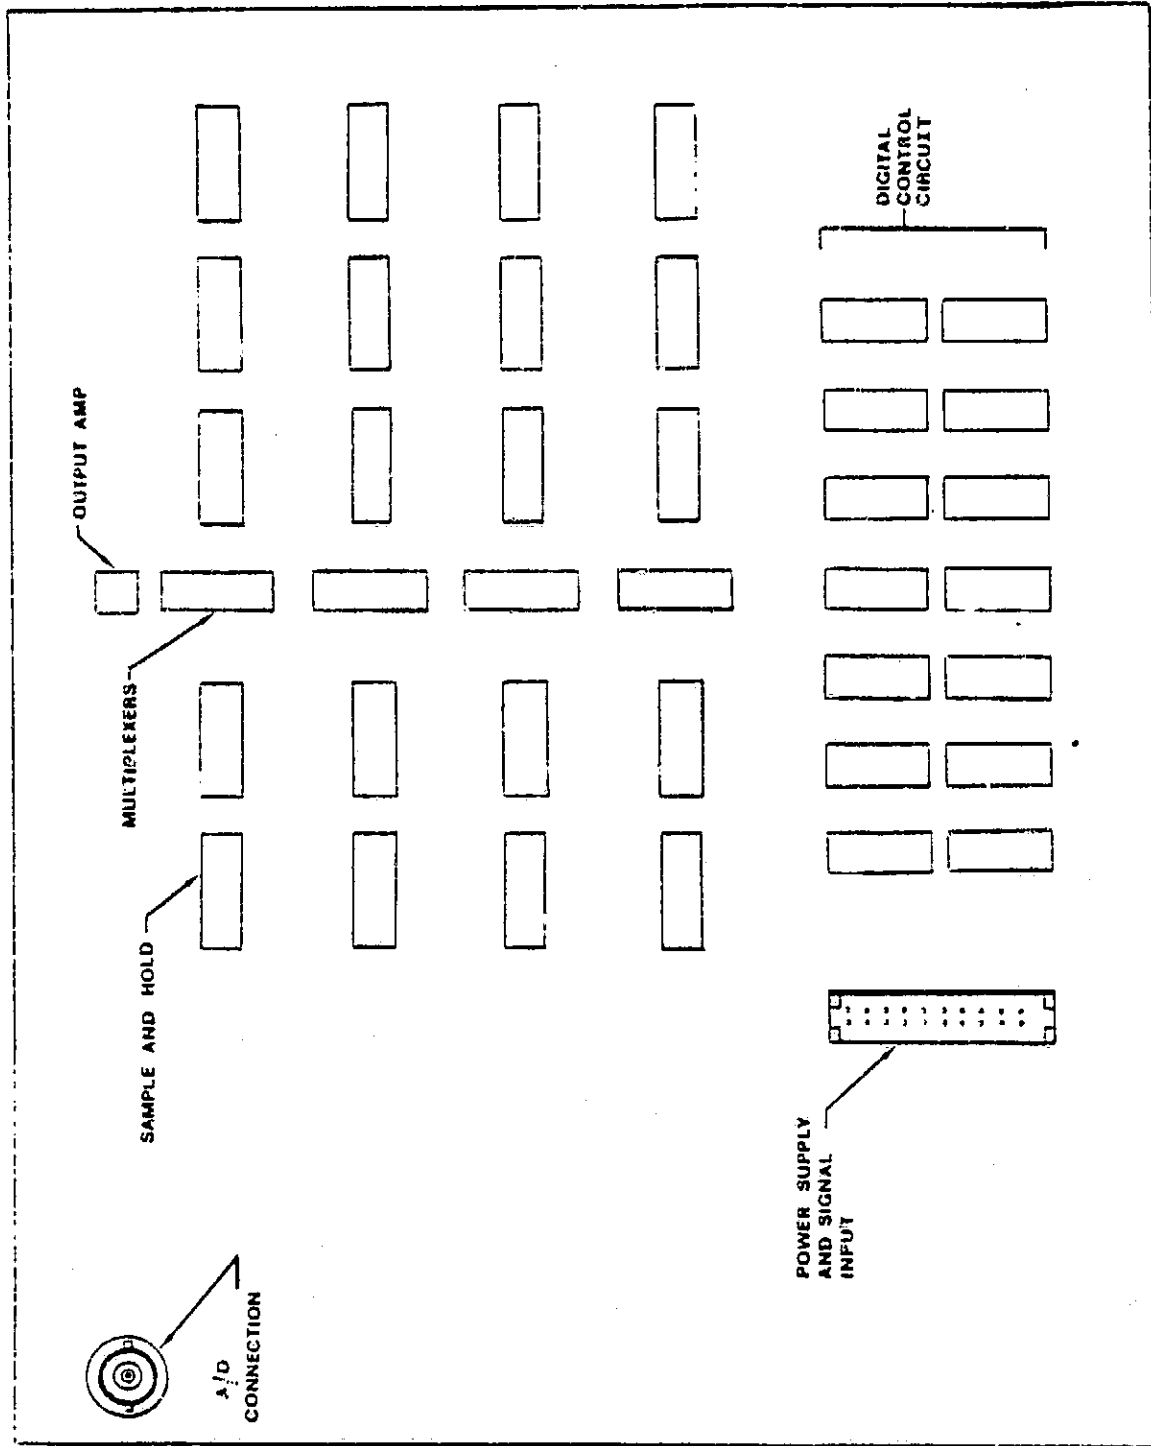 OUTPUT AMP
MULTIPLEXERS
SAMPLE AND HOLD
A/D
CONNECTION
DIGITAL
CONTROL
CIRCUIT
POWER SUPPLY
AND SIGNAL
INPUT